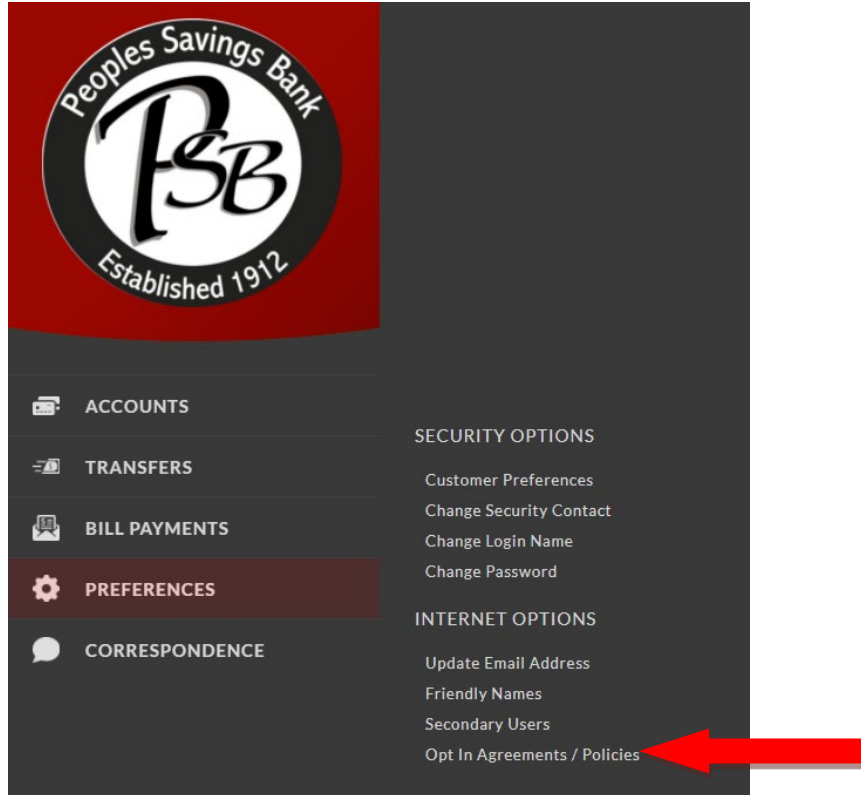 Peoples Savings Bank
PSB
Established 1912
ACCOUNTS
TRANSFERS
BILL PAYMENTS
PREFERENCES
CORRESPONDENCE
SECURITY OPTIONS
Customer Preferences
Change Security Contact
Change Login Name
Change Password
INTERNET OPTIONS
Update Email Address
Friendly Names
Secondary Users
Opt In Agreements / Policies